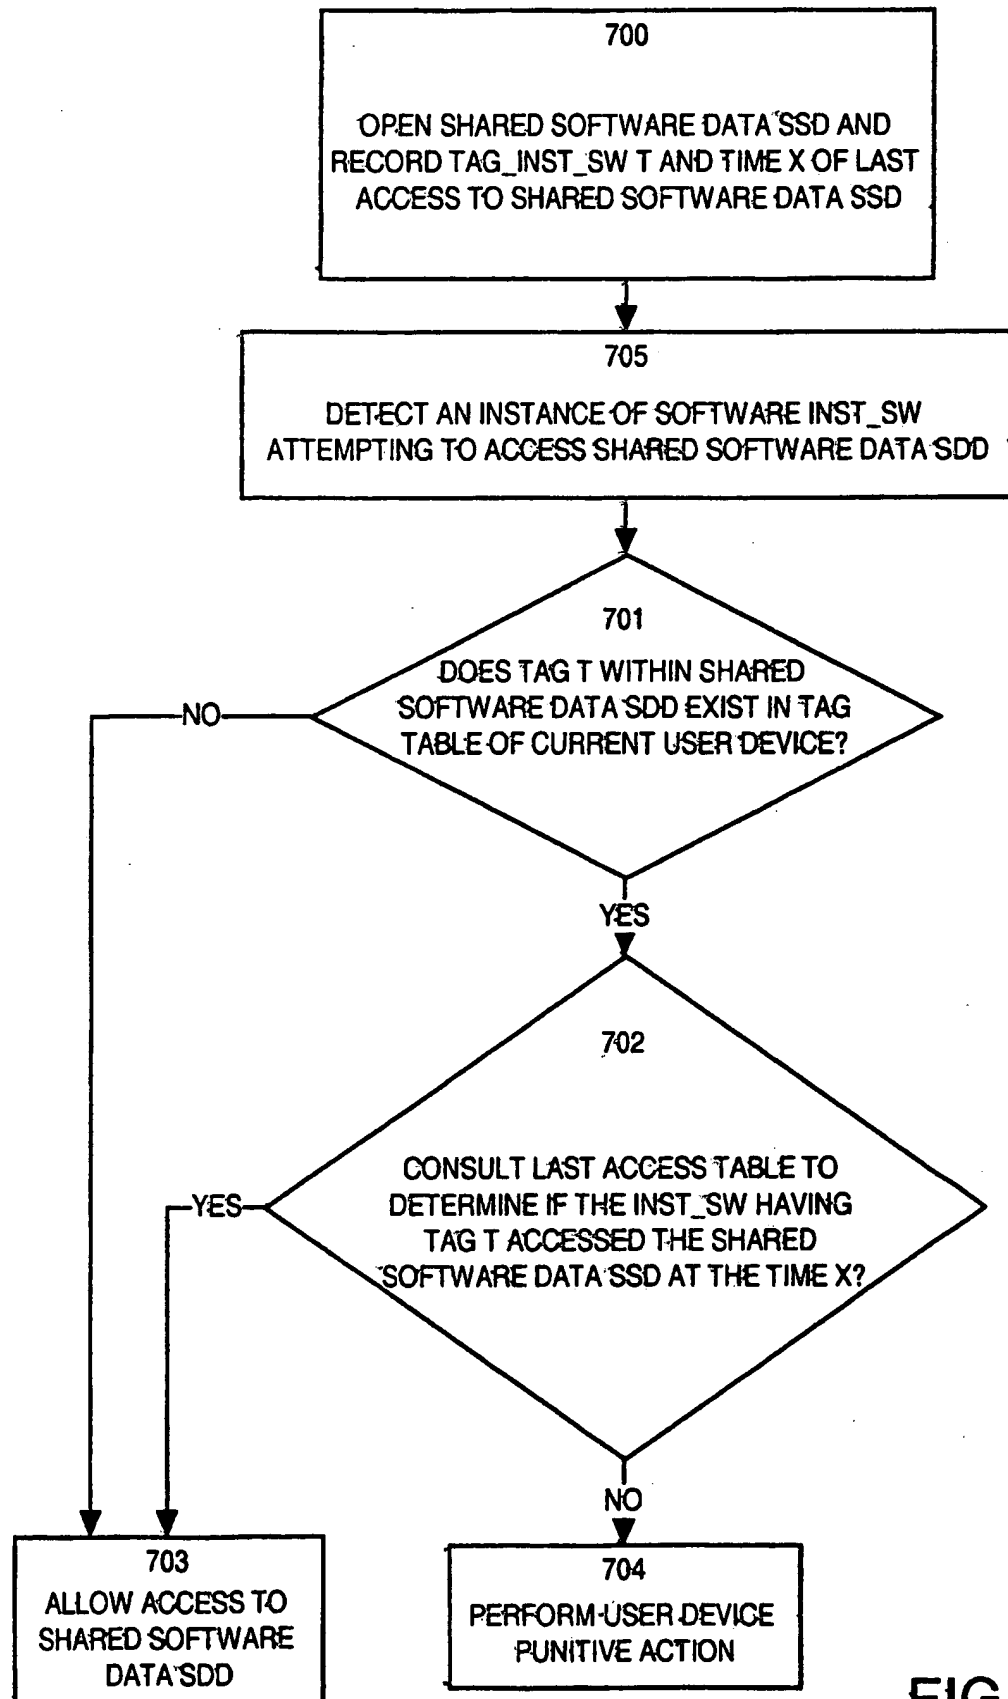 700
OPEN SHARED SOFTWARE DATA SSD AND
RECORD TAG_INST_SW T AND TIME X OF LAST
ACCESS TO SHARED SOFTWARE DATA SSD
705
DETECT AN INSTANCE OF SOFTWARE INST_SW
ATTEMPTING TO ACCESS SHARED SOFTWARE DATA SDD
701
DOES TAG T WITHIN SHARED
SOFTWARE DATA SDD EXIST IN TAG
TABLE OF CURRENT USER DEVICE?
NO
YES
702
CONSULT LAST ACCESS TABLE TO
DETERMINE IF THE INST_SW HAVING
TAG T ACCESSED THE SHARED
SOFTWARE DATA SSD AT THE TIME X?
YES
NO
703
ALLOW ACCESS TO
SHARED SOFTWARE
DATA SDD
704
PERFORM USER DEVICE
PUNITIVE ACTION
FIG